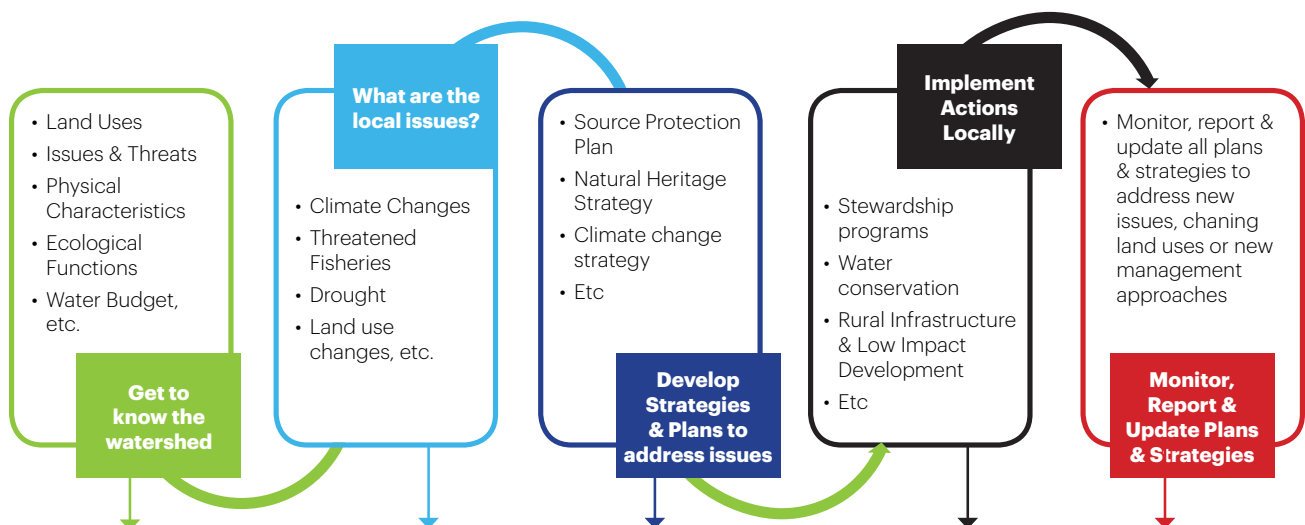 • Land Uses
• Issues & Threats
• Physical
Characteristics
• Ecological
Functions
• Water Budget,
etc.
Get to
know the
watershed
What are the
local issues?
• Climate Changes
• Threatened
Fisheries
• Drought
• Land use
changes, etc.
• Source Protection
Plan
• Natural Heritage
Strategy
• Climate change
strategy
• Etc
Develop
Strategies
& Plans to
address issues
Implement
Actions
Locally
• Stewardship
programs
• Water
conservation
• Rural Infrastructure
& Low Impact
Development
• Etc
• Monitor, report &
update all plans
& strategies to
address new
issues, chaning
land uses or new
management
approaches
Monitor,
Report &
Update Plans
& Strategies